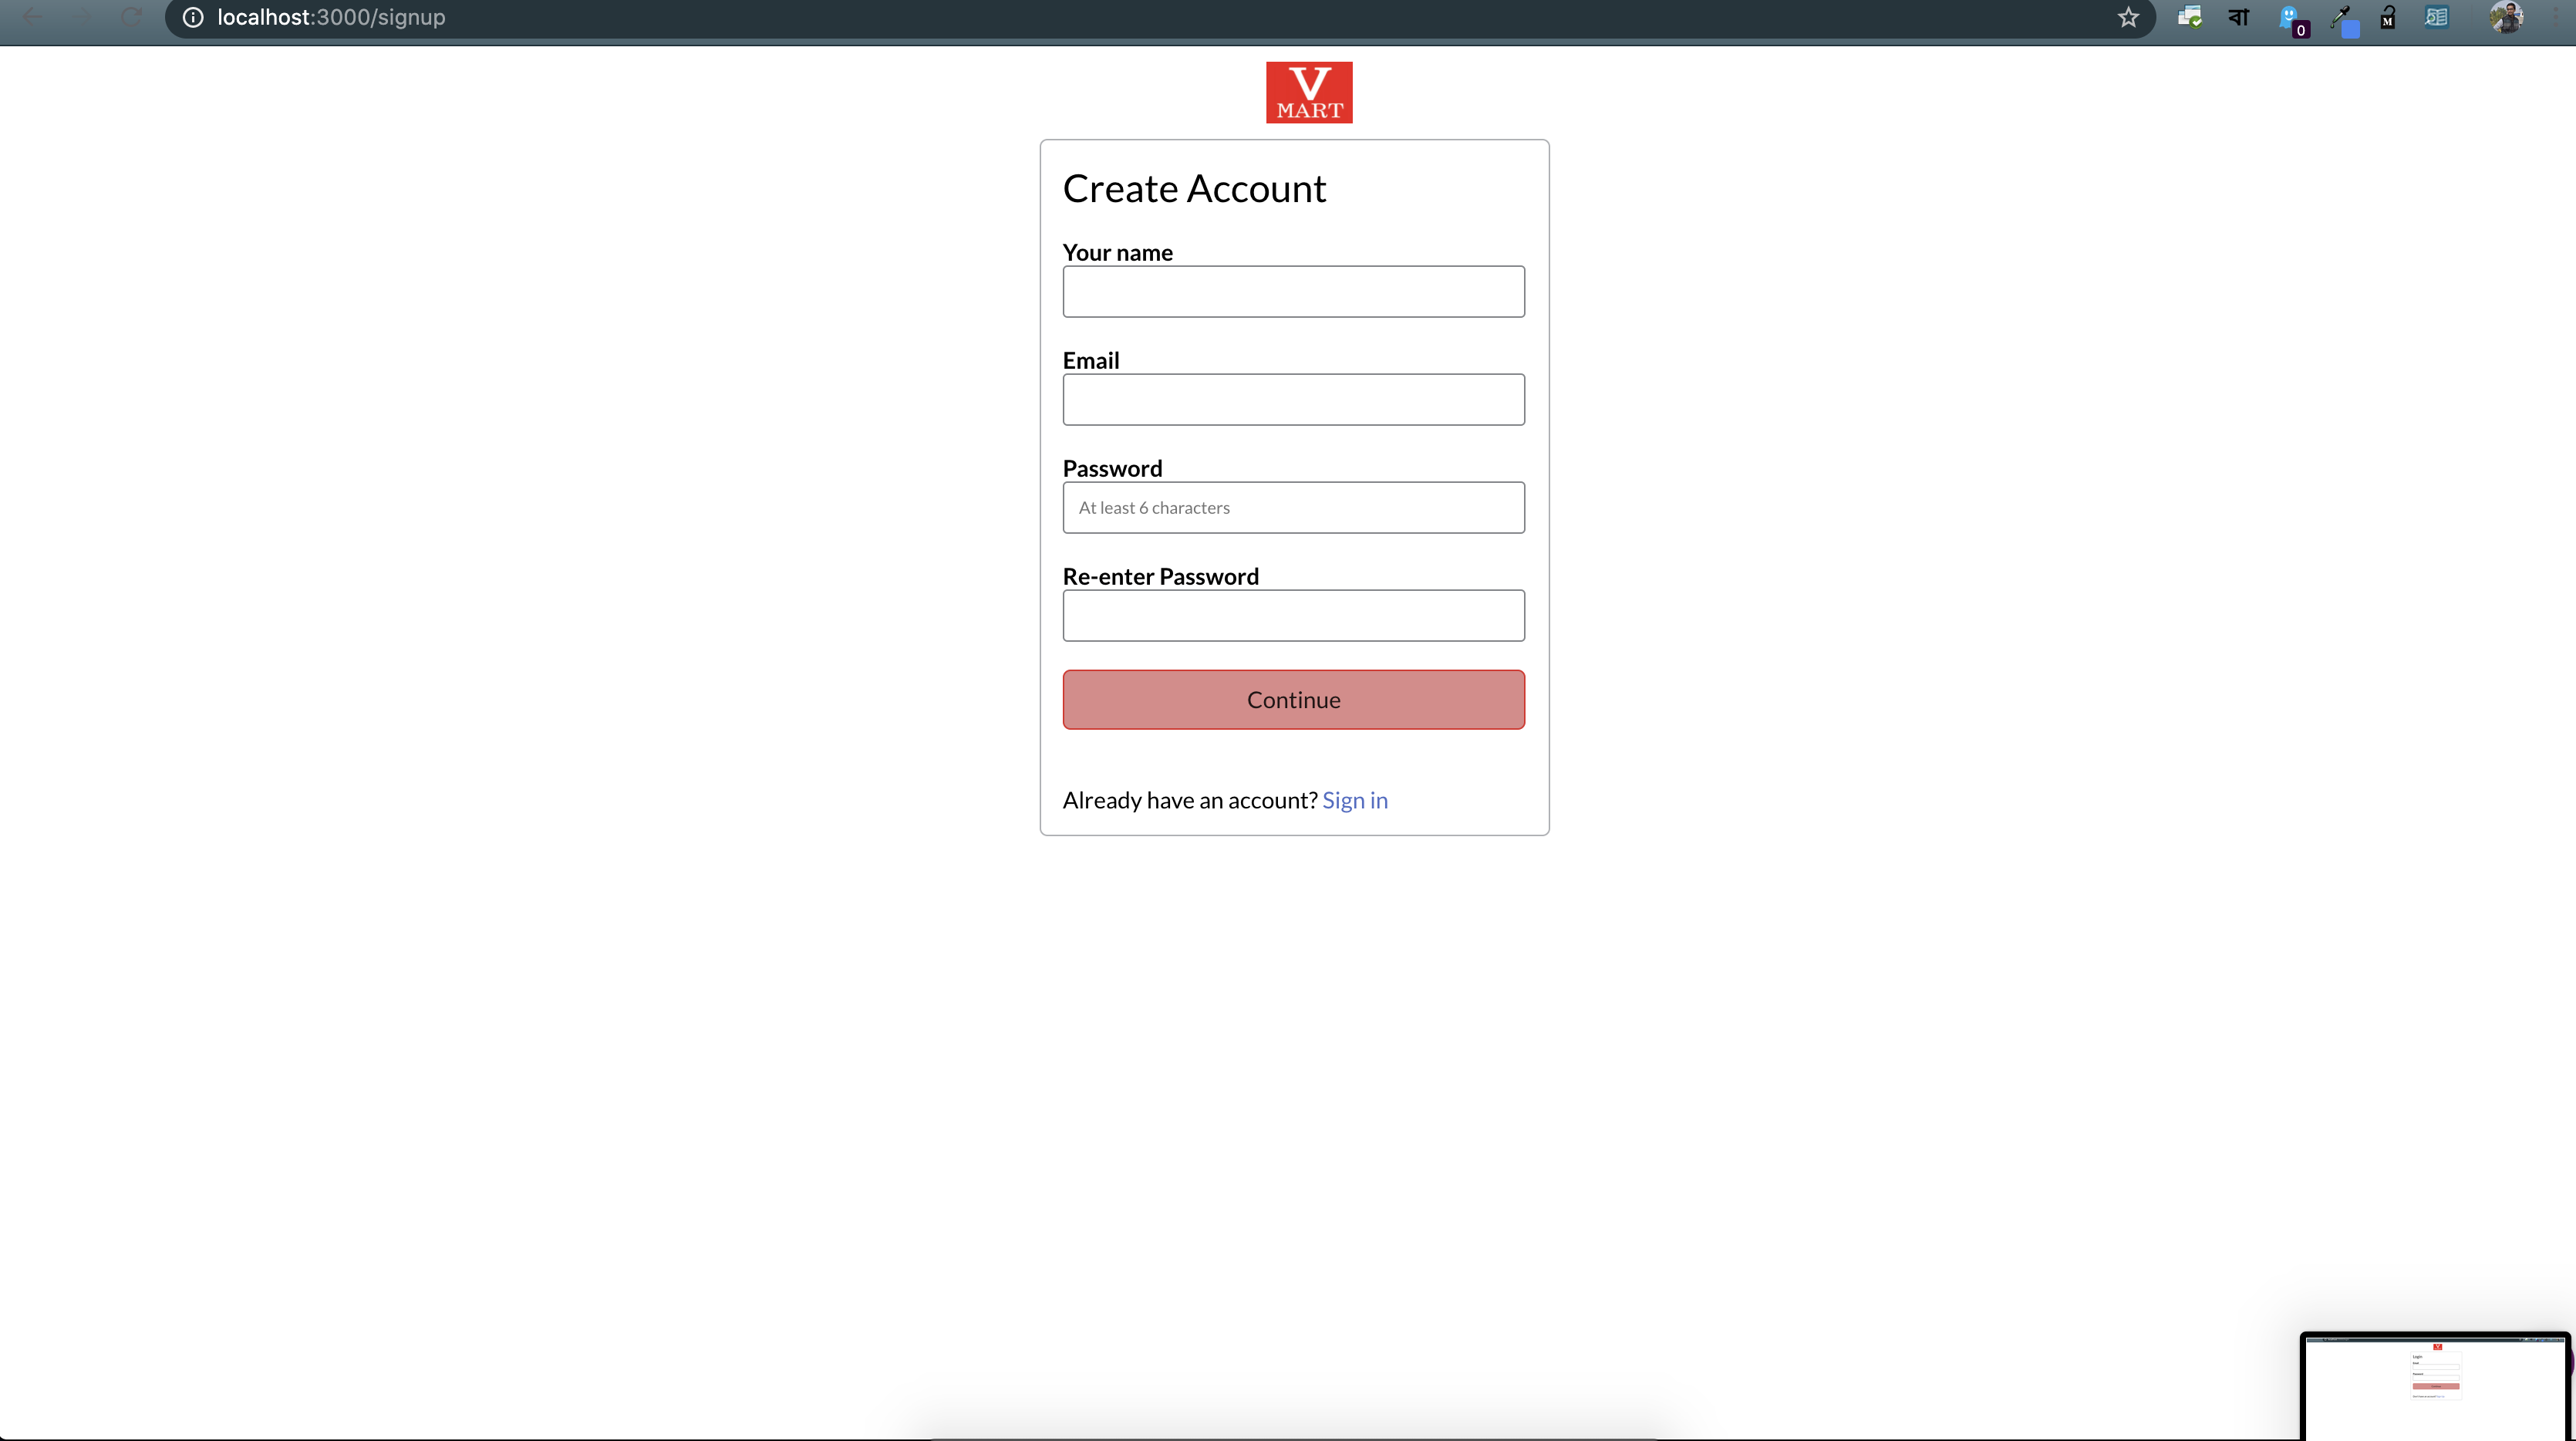 localhost:3000/signup
বা
0
M
V
MART
Create Account
Your name
Email
Password
At least 6 characters
Re-enter Password
Continue
Already have an account? Sign in
V
Login